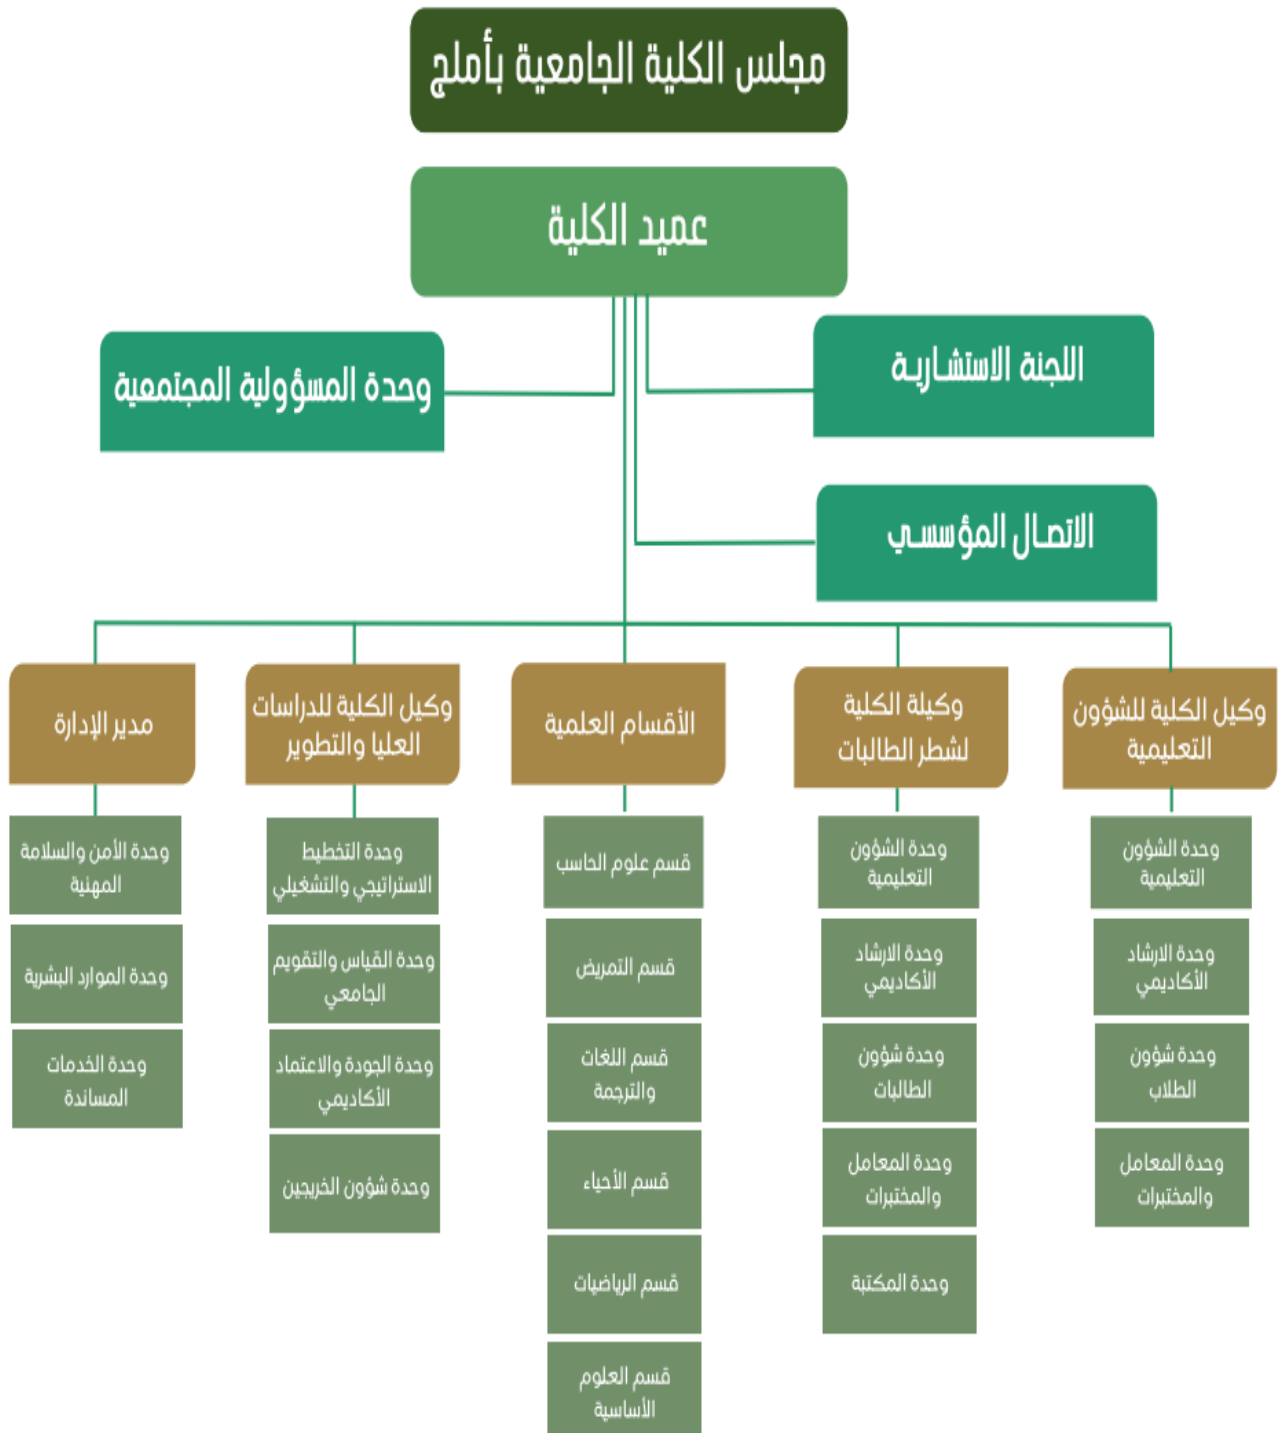 مجلس الكلية الجامعية بأملج
عميد الكلية
اللجنة الاستشارية
وحدة المسؤولية المجتمعية
الاتصال المؤسسي
وكيل الكلية للشؤون
التعليمية
وحدة الشؤون
التعليمية
وحدة الارشاد
الأكاديمي
وحدة شؤون
الطلاب
وحدة المعامل
والمختبرات
وكيلة الكلية
لشطر الطالبات
وحدة الشؤون
التعليمية
وحدة الارشاد
الأكاديمي
وحدة شؤون
الطالبات
وحدة المعامل
والمختبرات
وحدة المكتبة
الأقسام العلمية
قسم علوم الحاسب
قسم التمريض
قسم اللغات
والترجمة
قسم الأحياء
قسم الرياضيات
قسم العلوم
الأساسية
وكيل الكلية للدراسات
العليا والتطوير
وحدة التخطيط
الاستراتيجي والتشغيلي
وحدة القياس والتقويم
الجامعي
وحدة الجودة والاعتماد
الأكاديمي
وحدة شؤون الخريجين
مدير الإدارة
وحدة الأمن والسلامة
المهنية
وحدة الموارد البشرية
وحدة الخدمات
المساندة